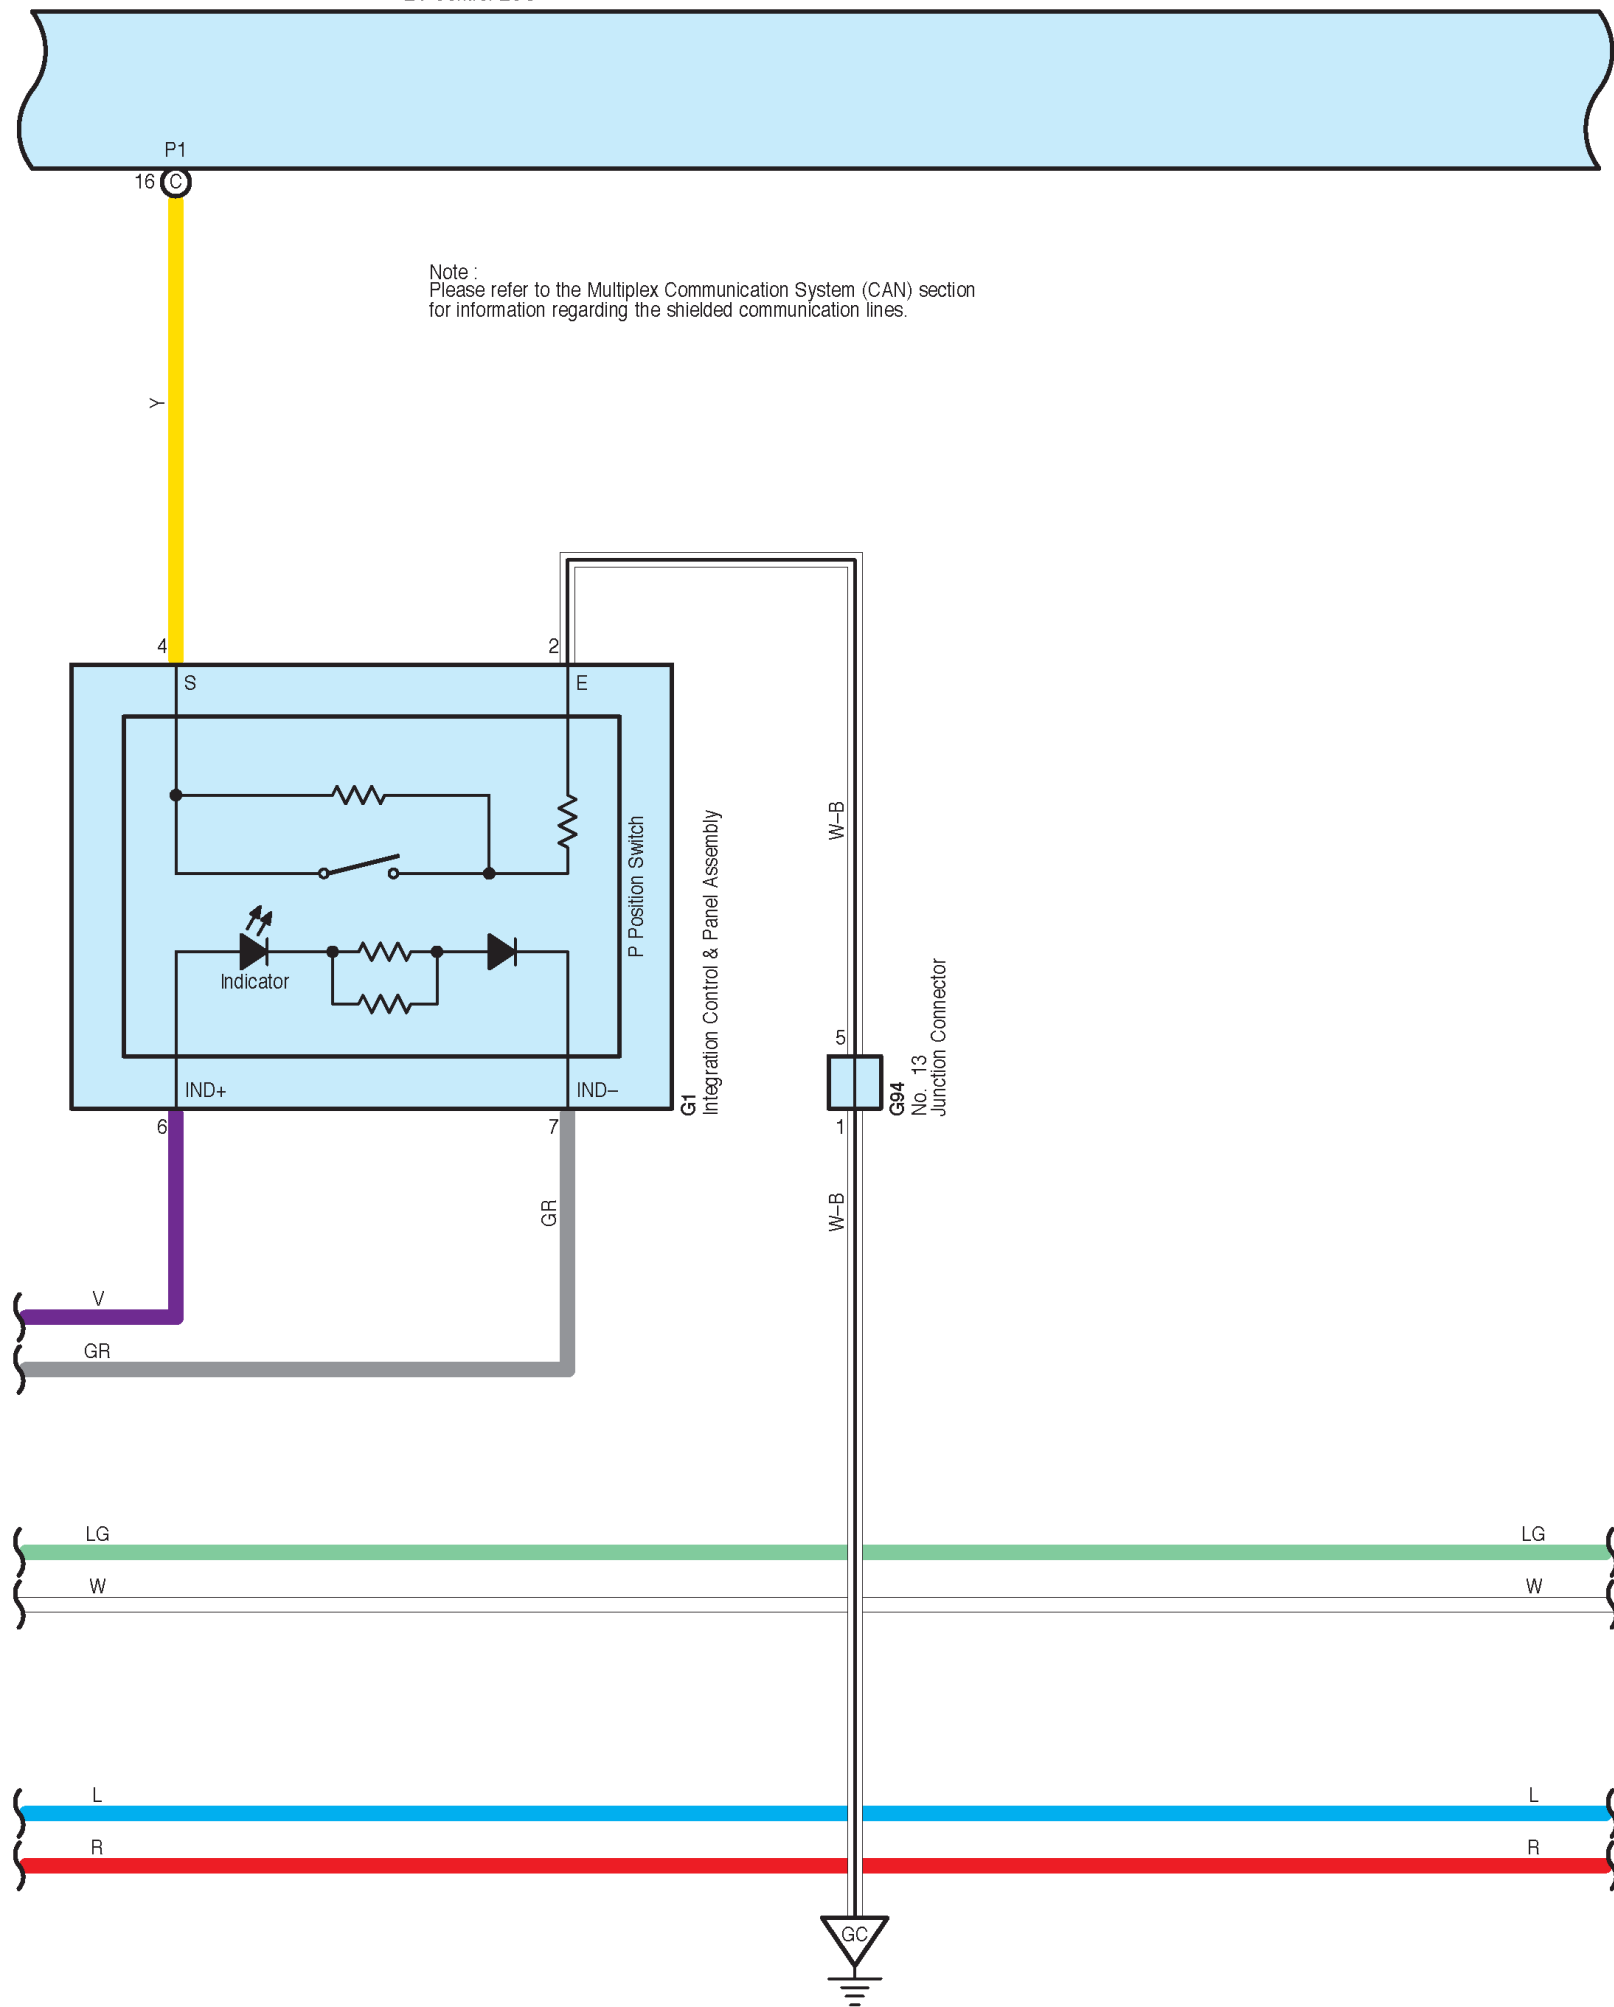 P1
16 C
Note :
Please refer to the Multiplex Communication System (CAN) section
for information regarding the shielded communication lines.
Y
4
2
S
E
P Position Switch
G1
Integration Control & Panel Assembly
W–B
Indicator
IND+
IND–
6
7
5
G94
No. 13
Junction Connector
1
GR
W–B
V
GR
LG
LG
W
W
L
L
R
R
GC